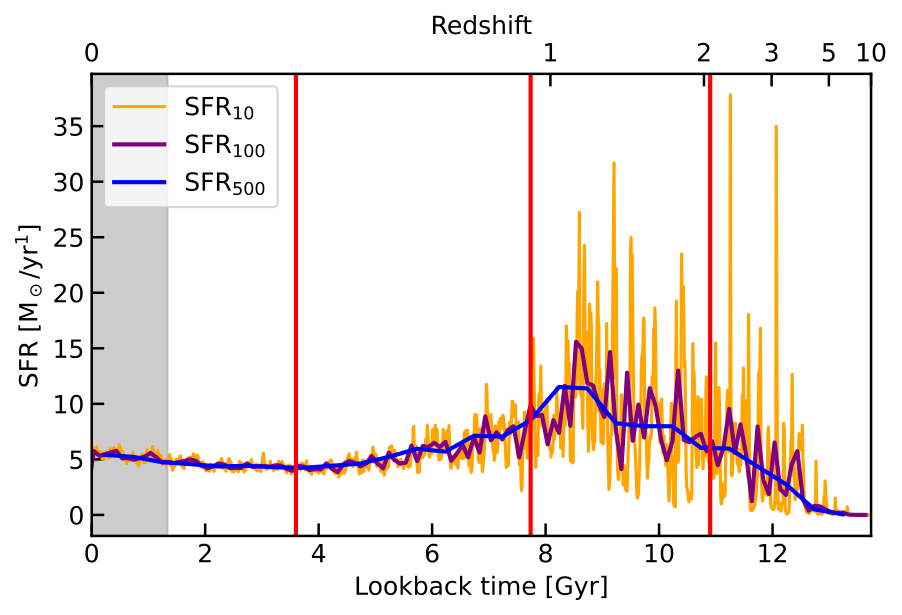 Redshift
0 1 2 3 5 10
SFR₁₀
SFR₁₀₀
SFR₅₀₀
SFR [M⊙/yr¹]
35
30
25
20
15
10
5
0
0 2 4 6 8 10 12
Lookback time [Gyr]